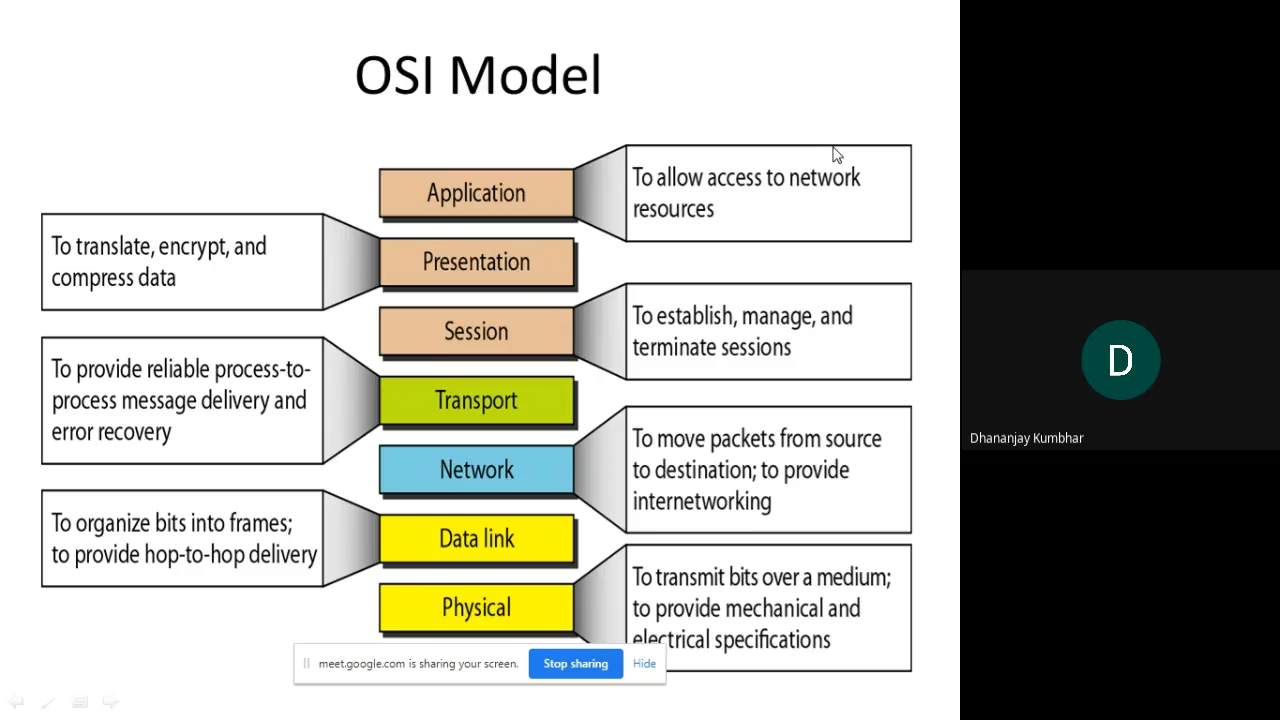 OSI Model
Application
To allow access to network
resources
To translate, encrypt, and
compress data
Presentation
Session
To establish, manage, and
terminate sessions
To provide reliable process-to-
process message delivery and
error recovery
Transport
Network
To move packets from source
to destination; to provide
internetworking
To organize bits into frames;
to provide hop-to-hop delivery
Data link
Physical
To transmit bits over a medium;
to provide mechanical and
electrical specifications
meet.google.com is sharing your screen. Stop sharing Hide
D
Dhananjay Kumbhar